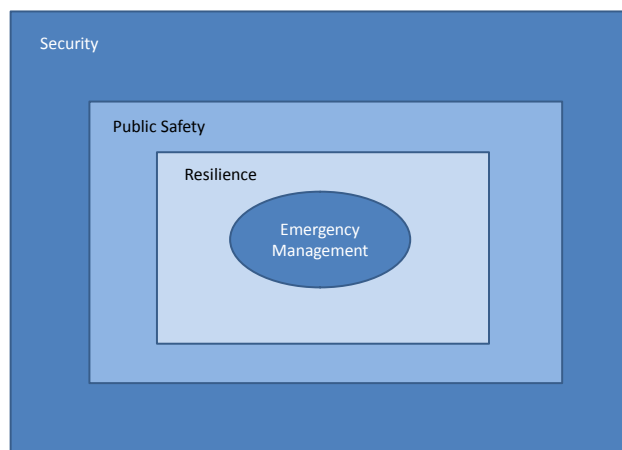 Security
Public Safety
Resilience
Emergency
Management